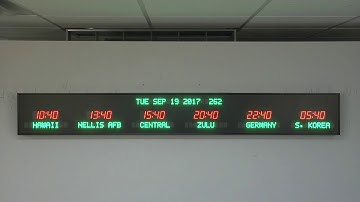 TUE SEP 19 2017 262
10:40 13:40 15:40 20:40 22:40 05:40
HAWAII NELLIS AFB CENTRAL ZULU GERMANY S. KOREA